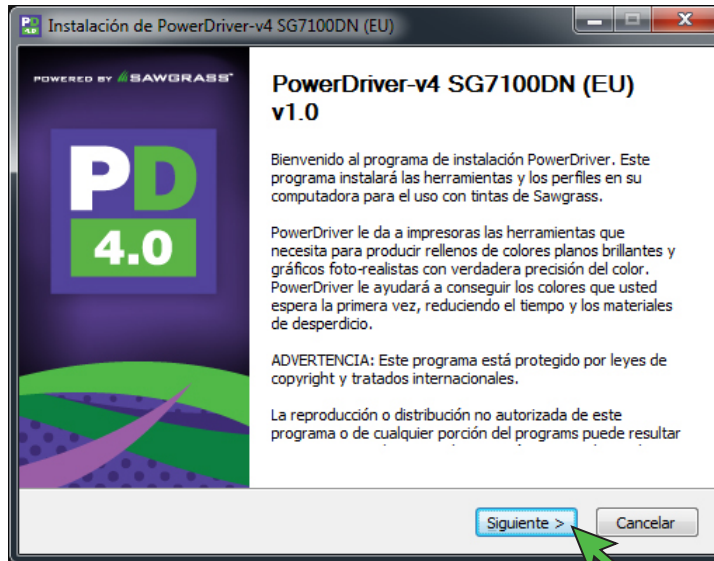 Instalación de PowerDriver-v4 SG7100DN (EU)
POWERED BY SAWGRASS
PD
4.0
PowerDriver-v4 SG7100DN (EU)
v1.0
Bienvenido al programa de instalación PowerDriver. Este
programa instalará las herramientas y los perfiles en su
computadora para el uso con tintas de Sawgrass.
PowerDriver le da a impresoras las herramientas que
necesita para producir rellenos de colores planos brillantes y
gráficos foto-realistas con verdadera precisión del color.
PowerDriver le ayudará a conseguir los colores que usted
espera la primera vez, reduciendo el tiempo y los materiales
de desperdicio.
ADVERTENCIA: Este programa está protegido por leyes de
copyright y tratados internacionales.
La reproducción o distribución no autorizada de este
programa o de cualquier porción del programs puede resultar
Siguiente >
Cancelar